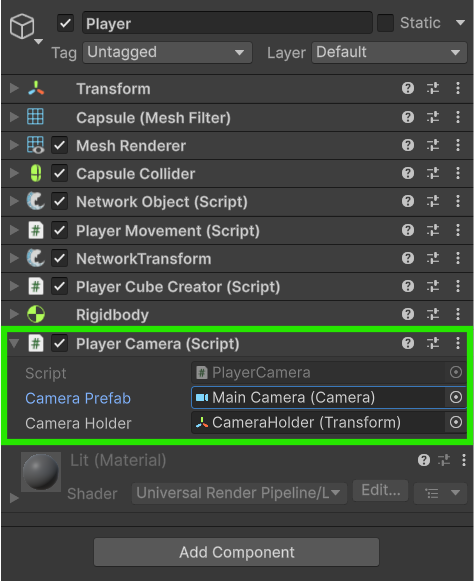 Player Static
Tag Untagged Layer Default
Transform
Capsule (Mesh Filter)
Mesh Renderer
Capsule Collider
Network Object (Script)
# Player Movement (Script)
NetworkTransform
# Player Cube Creator (Script)
Rigidbody
# Player Camera (Script)
Script # PlayerCamera
Camera Prefab Main Camera (Camera)
Camera Holder CameraHolder (Transform)
Lit (Material)
Shader Universal Render Pipeline/L Edit...
Add Component